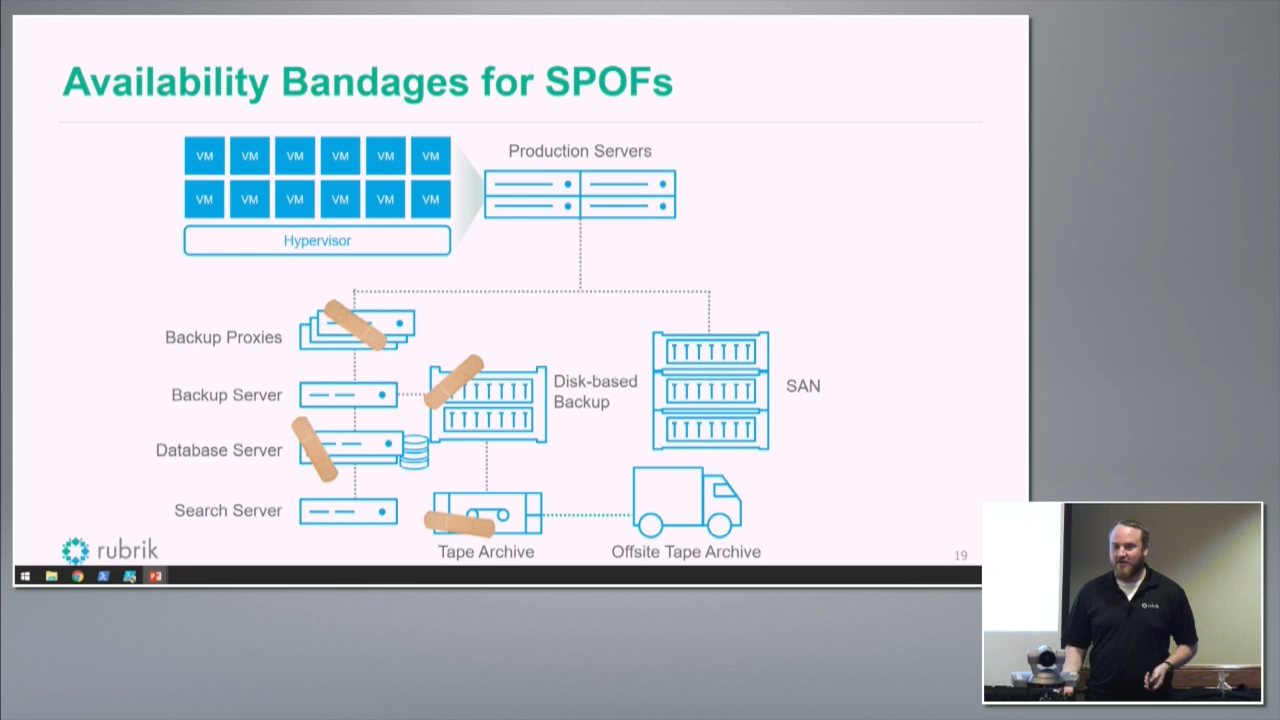 Availability Bandages for SPOFs
VM VM VM VM VM VM
VM VM VM VM VM VM
Hypervisor
Production Servers
Backup Proxies
Backup Server
Database Server
Search Server
Disk-based
Backup
SAN
Tape Archive
Offsite Tape Archive
rubrik
19
rubrik